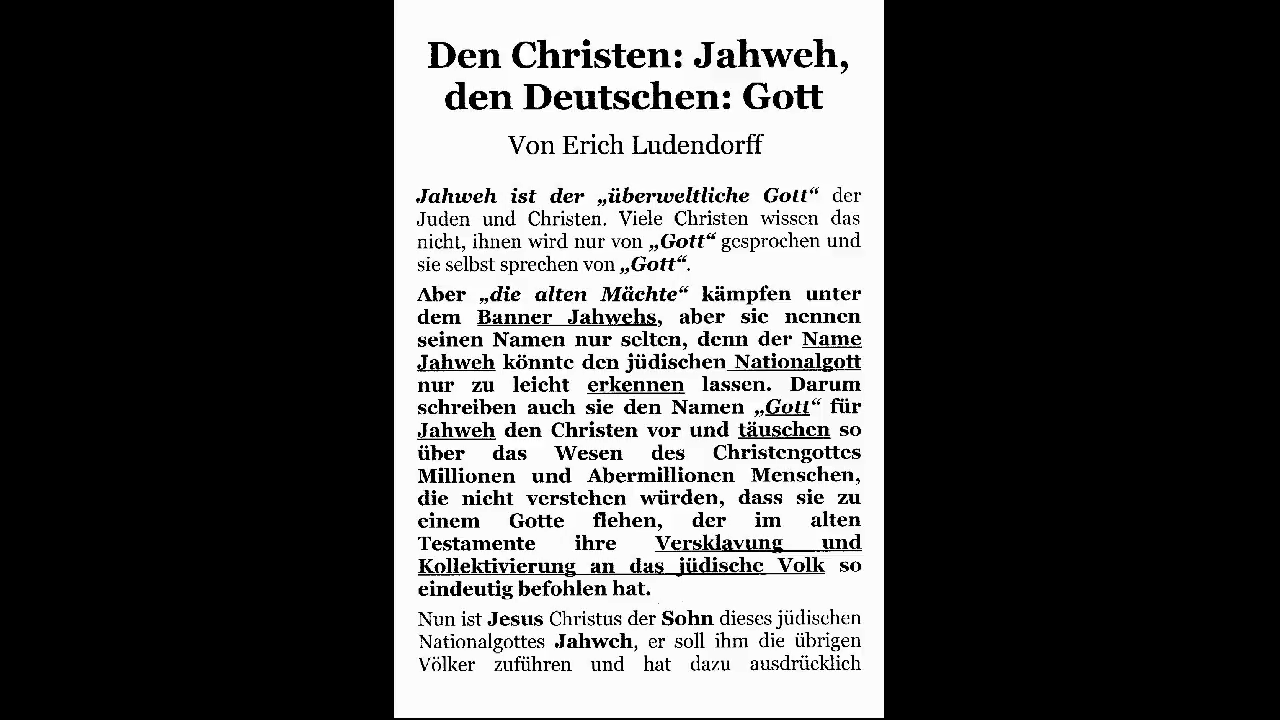 Den Christen: Jahweh,
den Deutschen: Gott
Von Erich Ludendorff
Jahweh ist der „überweltliche Gott“ der
Juden und Christen. Viele Christen wissen das
nicht, ihnen wird nur von „Gott“ gesprochen und
sie selbst sprechen von „Gott“.
Aber „die alten Mächte“ kämpfen unter
dem Banner Jahwehs, aber sie nennen
seinen Namen nur selten, denn der Name
Jahweh könnte den jüdischen Nationalgott
nur zu leicht erkennen lassen. Darum
schreiben auch sie den Namen „Gott“ für
Jahweh den Christen vor und täuschen so
über das Wesen des Christengottes
Millionen und Abermillionen Menschen,
die nicht verstehen würden, dass sie zu
einem Gotte flehen, der im alten
Testamente ihre Versklavung und
Kollektivierung an das jüdische Volk so
eindeutig befohlen hat.
Nun ist Jesus Christus der Sohn dieses jüdischen
Nationalgottes Jahweh, er soll ihm die übrigen
Völker zuführen und hat dazu ausdrücklich